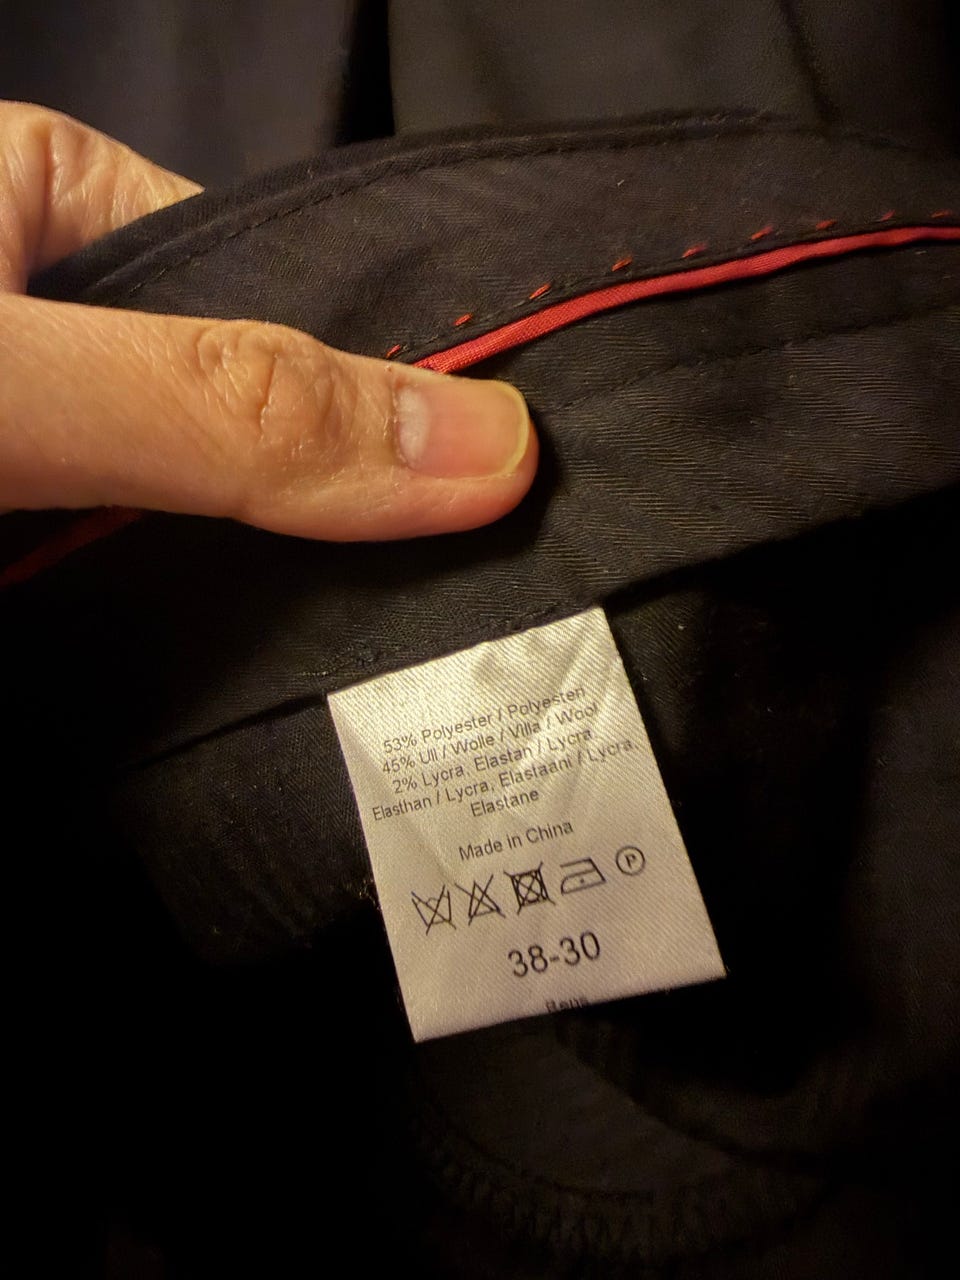 53% Polyester / Polyesteri
45% Ull / Wolle / Villa / Wool
2% Lycra, Elastan / Lycra
Elasthan / Lycra, Elastaani / Lycra,
Elastane
Made in China
P
38-30